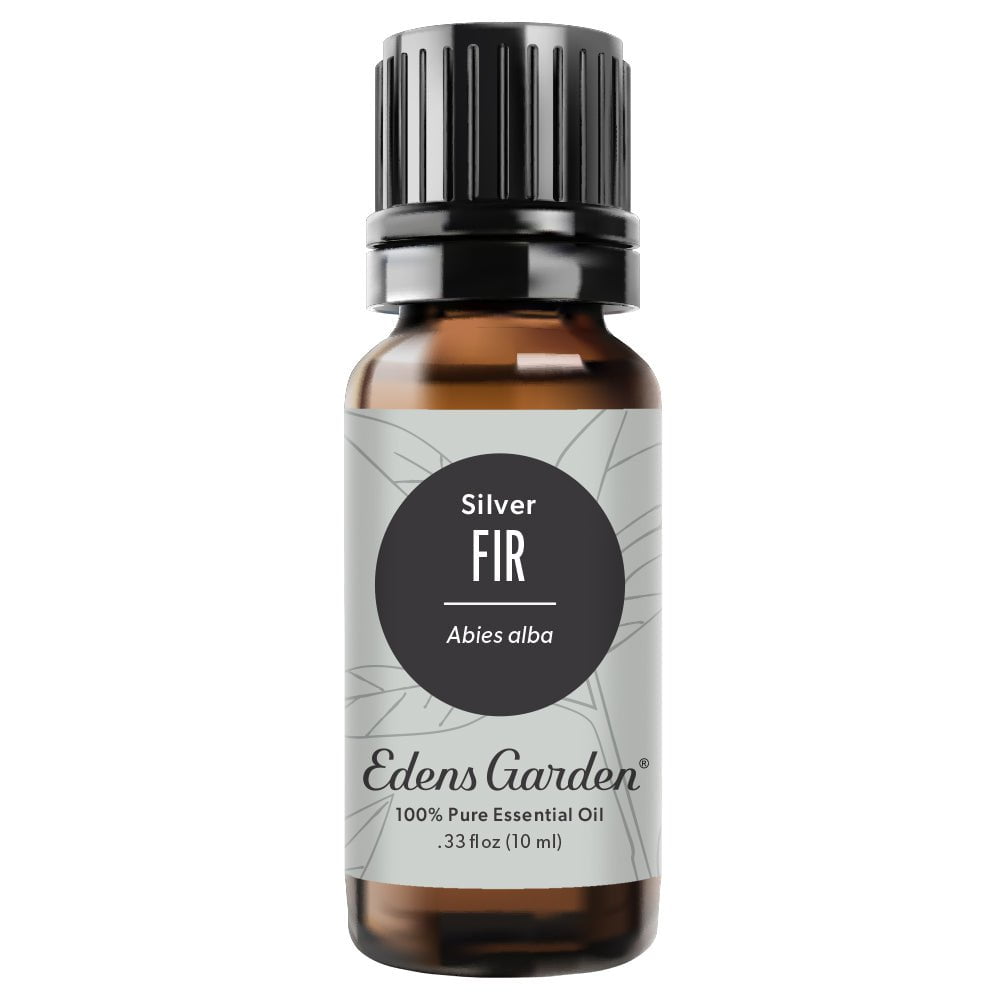 Silver
FIR
Abies alba
Edens Garden®
100% Pure Essential Oil
.33 fl oz (10 ml)